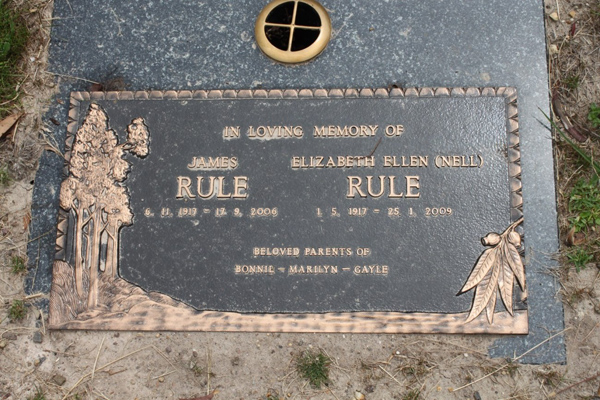 IN LOVING MEMORY OF
JAMES
RULE
6. 11. 1917 - 17. 9. 2006
ELIZABETH ELLEN (NELL)
RULE
1. 5. 1917 - 25. 1. 2009
BELOVED PARENTS OF
BONNIE - MARILYN - GAYLE